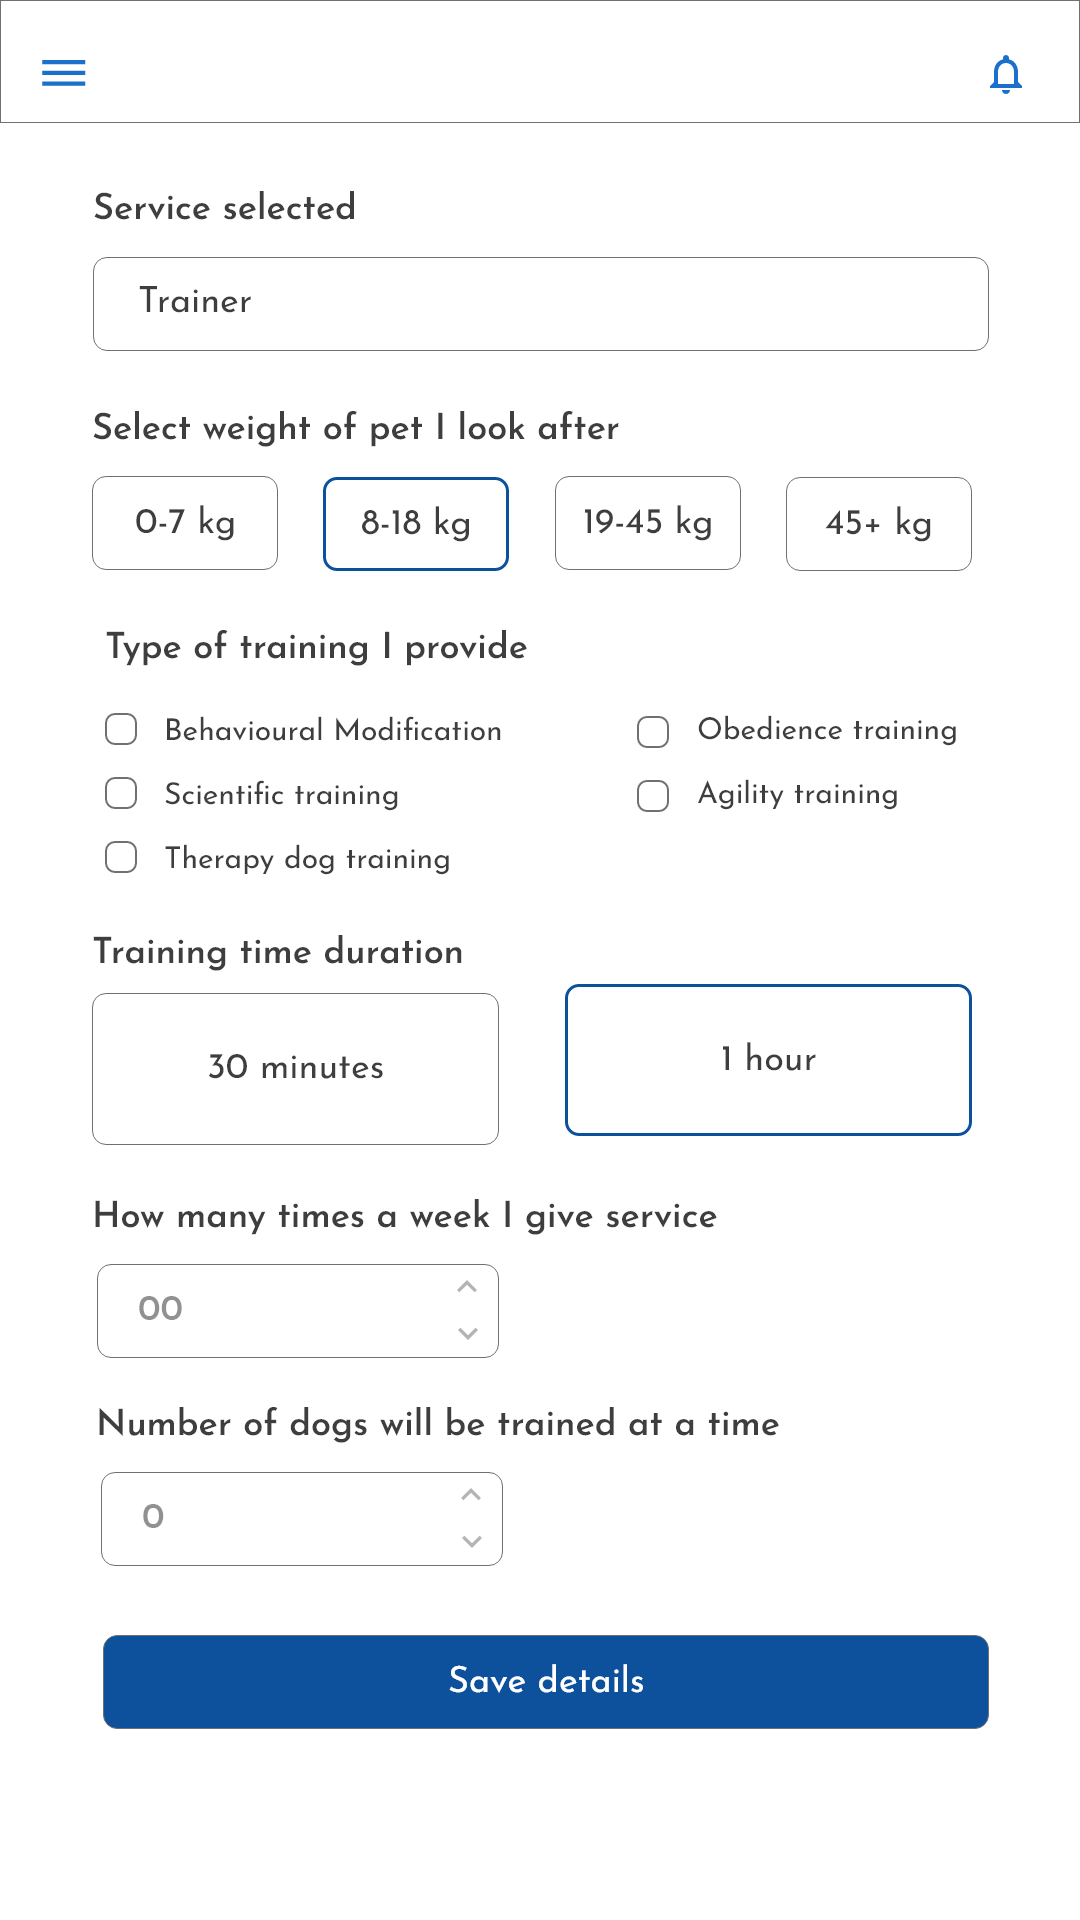 Service selected
Trainer
Select weight of pet I look after
0-7 kg
8-18 kg
19-45 kg
45+ kg
Type of training I provide
Behavioural Modification
Obedience training
Scientific training
Agility training
Therapy dog training
Training time duration
30 minutes
1 hour
How many times a week I give service
00
Number of dogs will be trained at a time
0
Save details